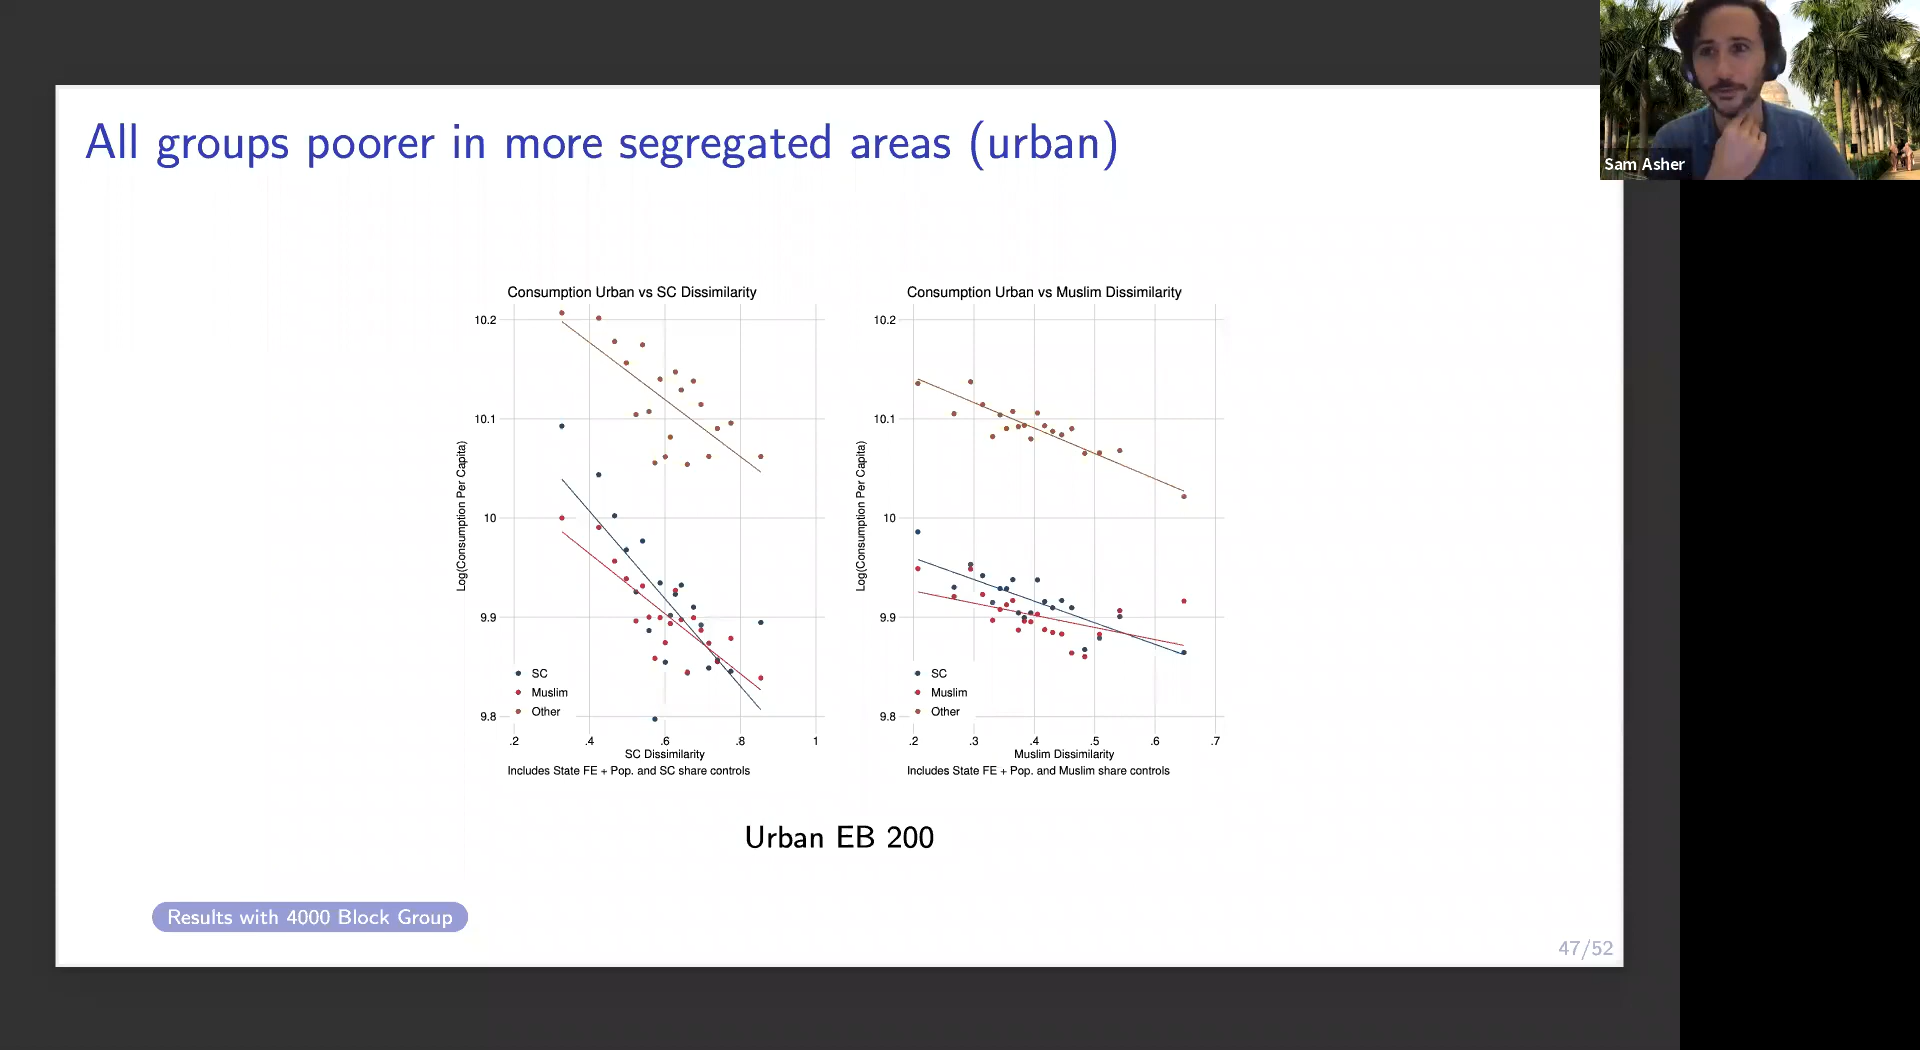 All groups poorer in more segregated areas (urban)
Sam Asher
Consumption Urban vs SC Dissimilarity
10.2
10.1
10
9.9
9.8
Log(Consumption Per Capita)
SC
Muslim
Other
.2 .4 .6 .8 1
SC Dissimilarity
Includes State FE + Pop. and SC share controls
Consumption Urban vs Muslim Dissimilarity
10.2
10.1
10
9.9
9.8
Log(Consumption Per Capita)
SC
Muslim
Other
.2 .3 .4 .5 .6 .7
Muslim Dissimilarity
Includes State FE + Pop. and Muslim share controls
Urban EB 200
Results with 4000 Block Group
47/52